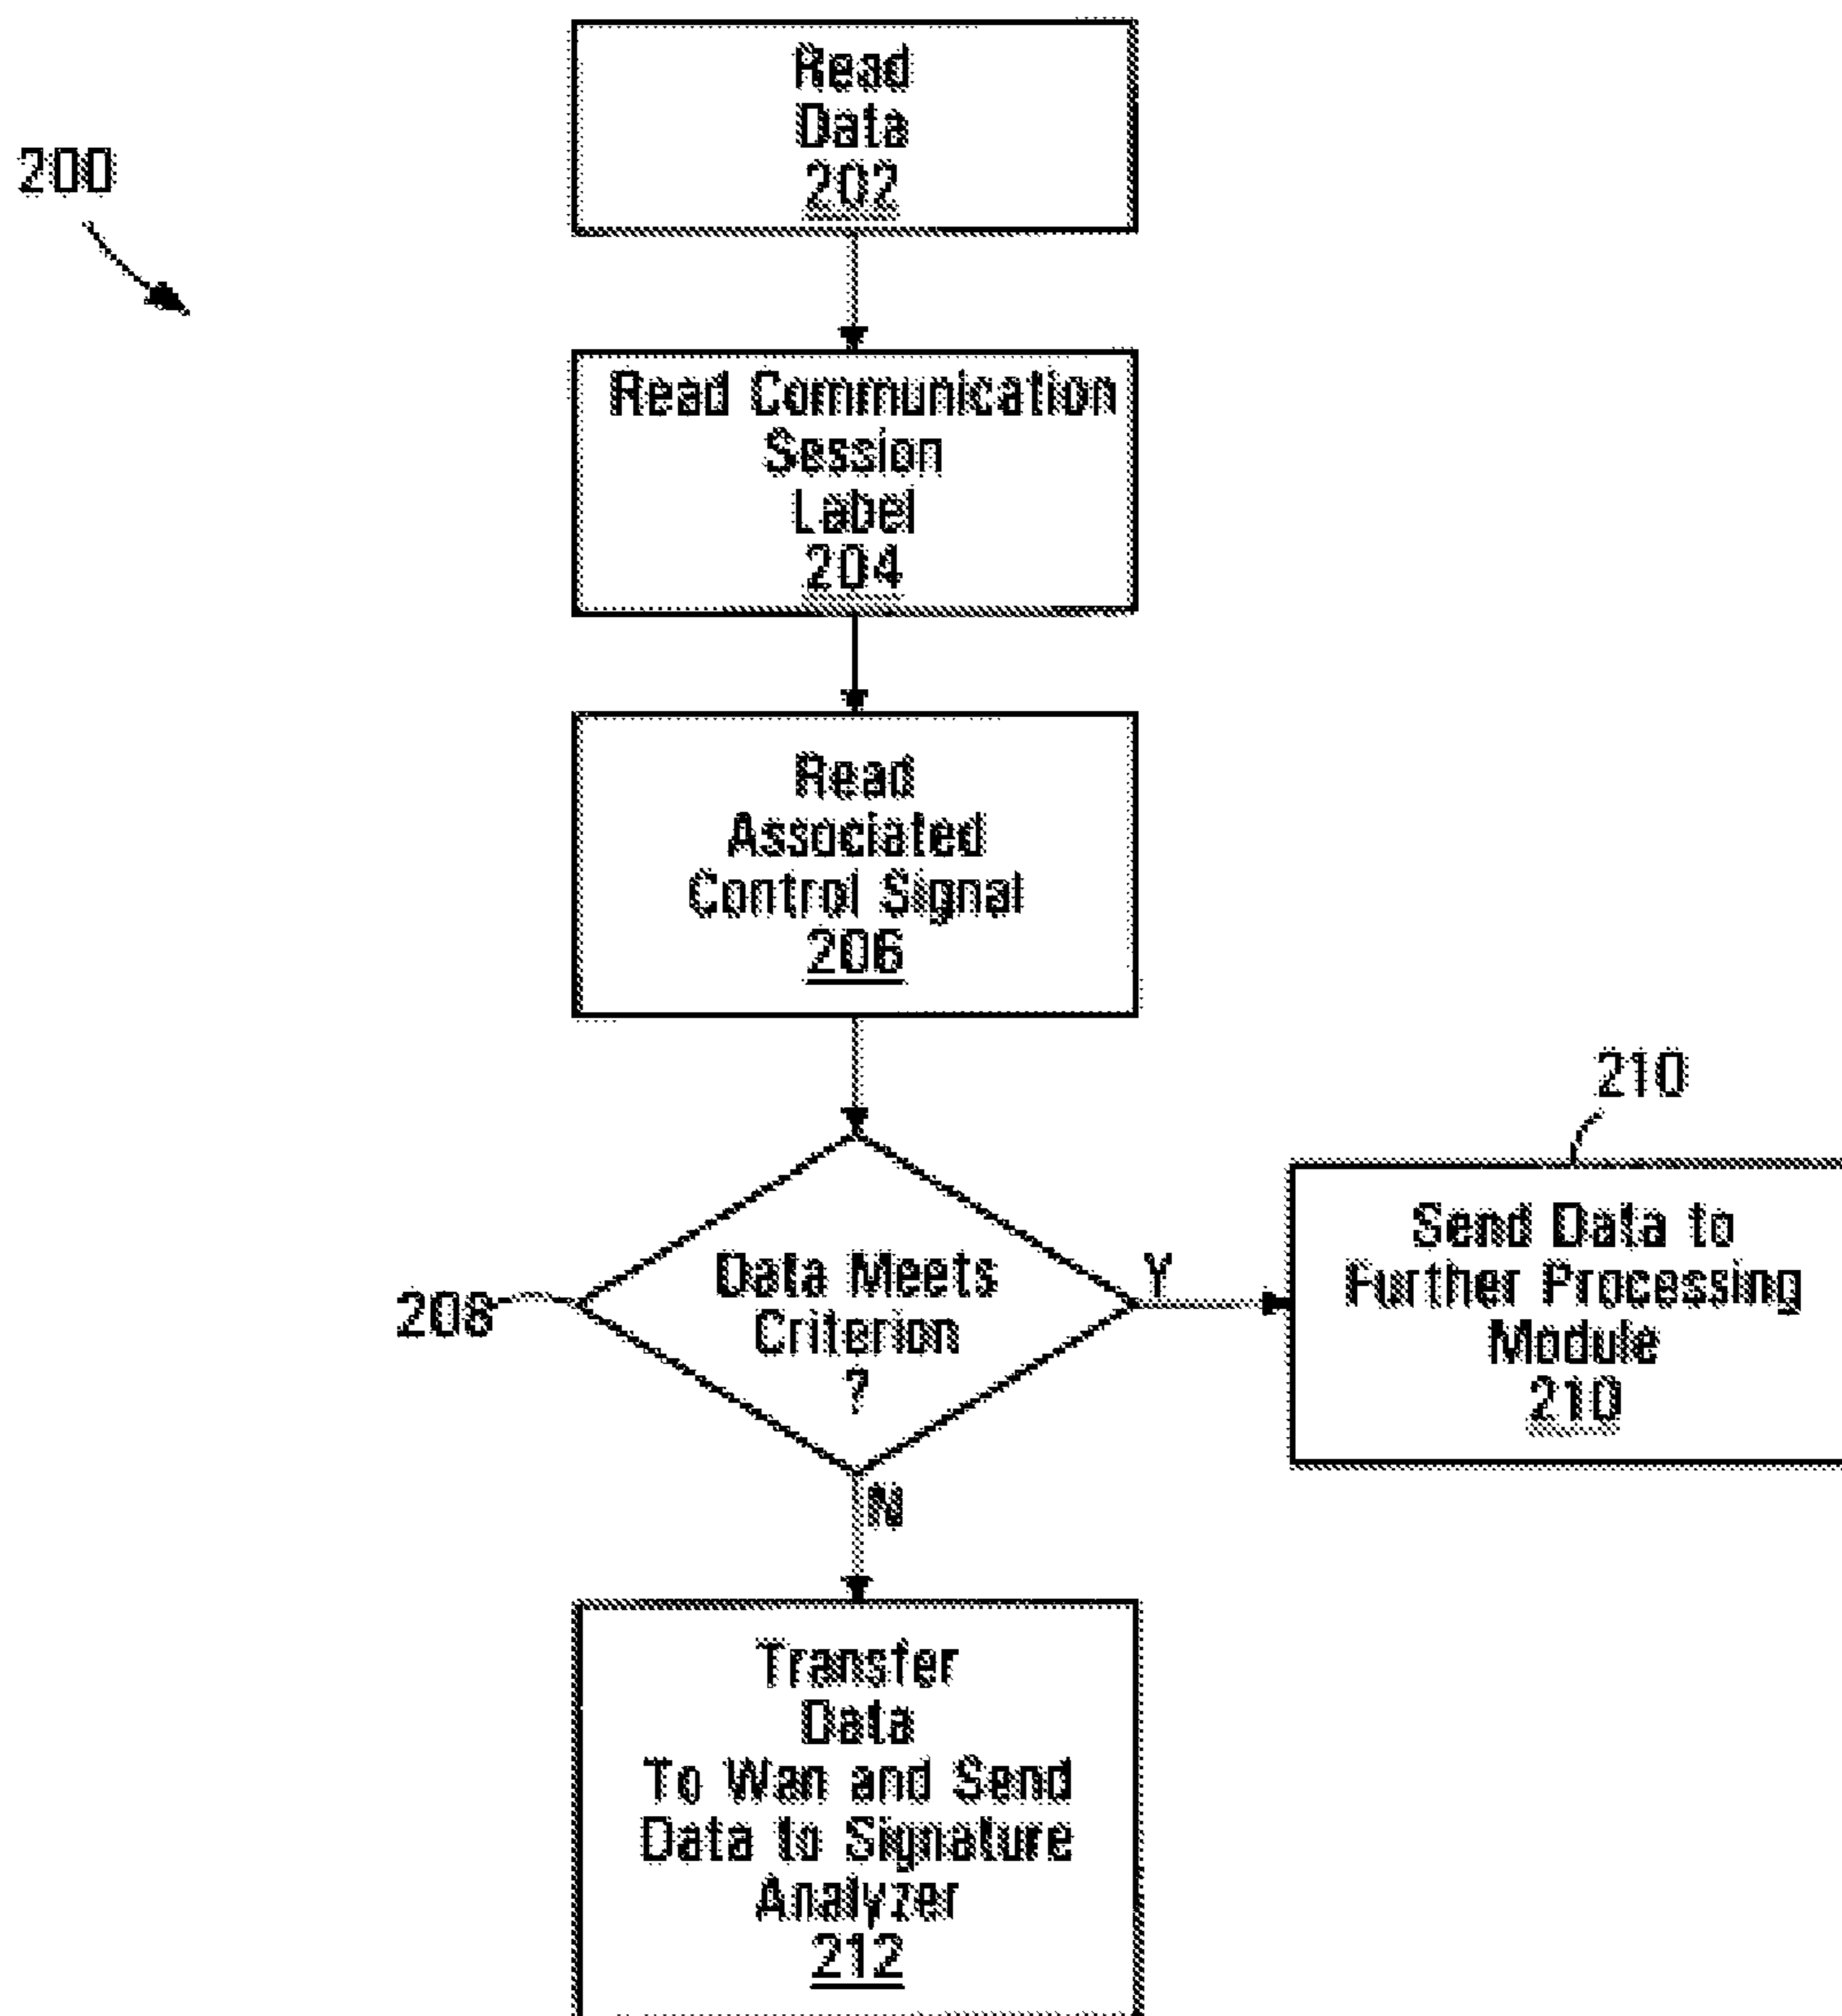 200
Read
Data
202
Read Communication
Session
Label
204
Read
Associated
Control Signal
206
208
Data Meets
Criterion
?
Y
N
210
Send Data to
Further Processing
Module
210
Transfer
Data
To Wan and Send
Data to Signature
Analyzer
212